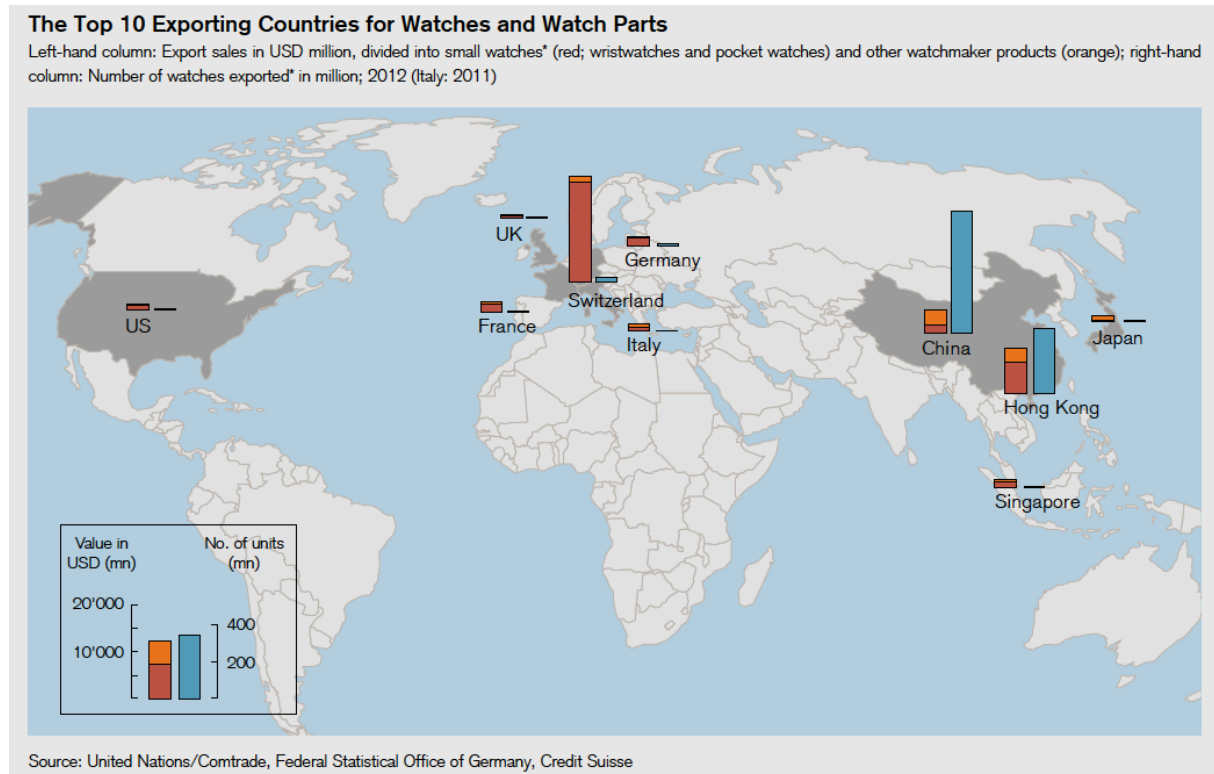 The Top 10 Exporting Countries for Watches and Watch Parts
Left-hand column: Export sales in USD million, divided into small watches* (red; wristwatches and pocket watches) and other watchmaker products (orange); right-hand
column: Number of watches exported* in million; 2012 (Italy: 2011)
UK
Germany
Switzerland
US
France
Italy
China
Japan
Hong Kong
Singapore
Value in
USD (mn)
No. of units
(mn)
20'000
10'000
400
200
Source: United Nations/Comtrade, Federal Statistical Office of Germany, Credit Suisse